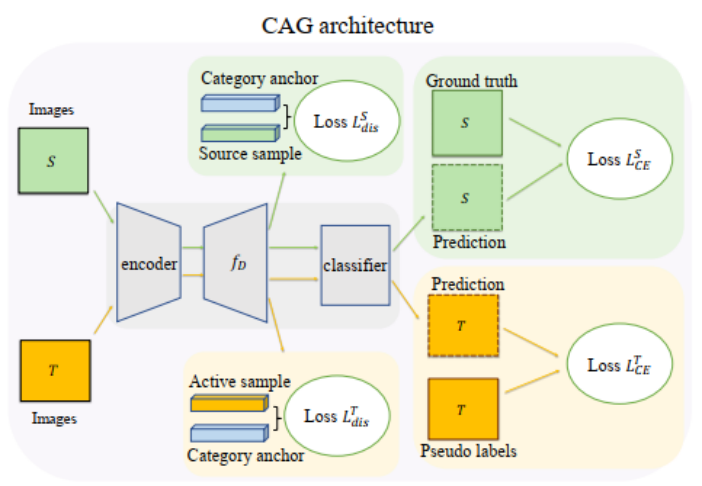 CAG architecture
Images
S
Category anchor
Source sample
Loss L_{dis}^{S}
Ground truth
S
S
Prediction
Loss L_{CE}^{S}
encoder
f_D
classifier
T
Images
Active sample
Category anchor
Loss L_{dis}^{T}
Prediction
T
T
Pseudo labels
Loss L_{CE}^{T}